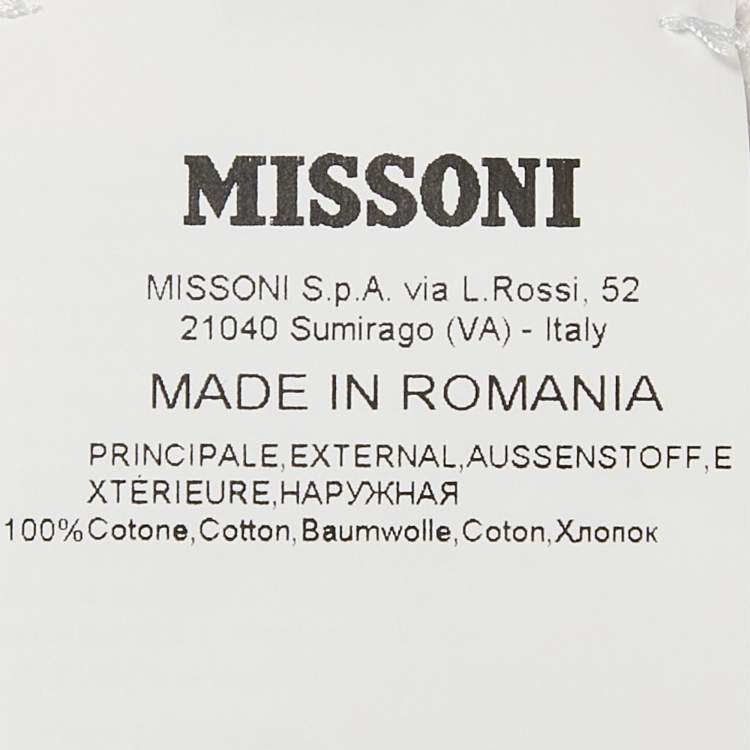 MISSONI
MISSONI S.p.A. via L.Rossi, 52
21040 Sumirago (VA) - Italy
MADE IN ROMANIA
PRINCIPALE,EXTERNAL,AUSSENSTOFF,E
XTÉRIEURE,НАРУЖНАЯ
100%Cotone,Cotton,Baumwolle,Coton,Хлопок